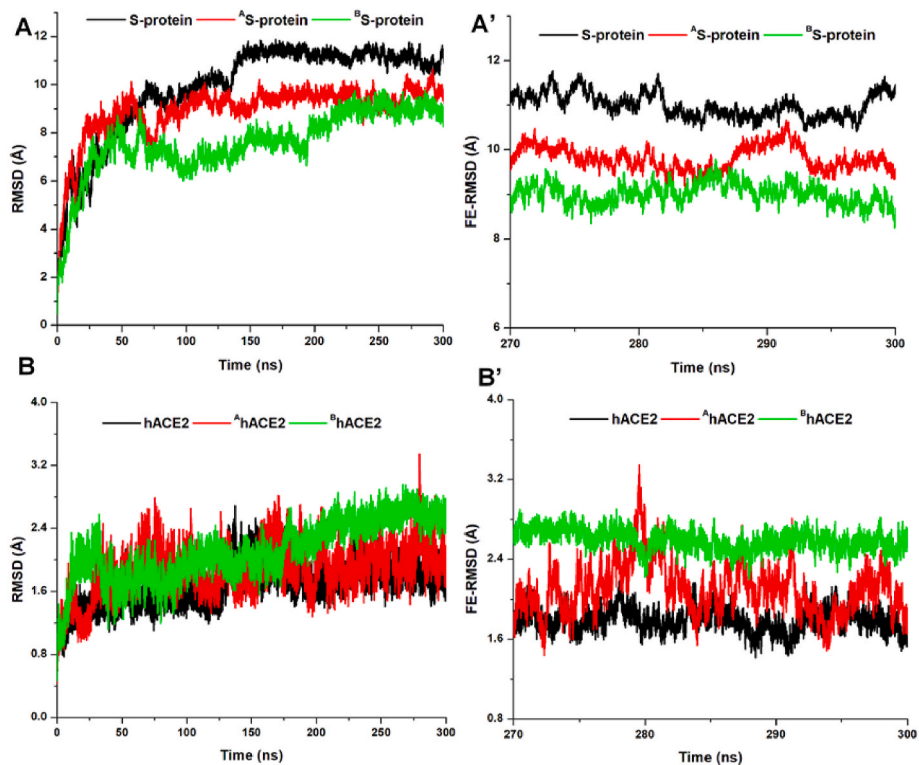 A
S-protein ᴬS-protein ᴮS-protein
12
10
8
6
4
2
0
RMSD (Å)
0 50 100 150 200 250 300
Time (ns)
A'
S-protein ᴬS-protein ᴮS-protein
12
10
8
6
FE-RMSD (Å)
270 280 290 300
Time (ns)
B
hACE2 ᴬhACE2 ᴮhACE2
4.0
3.2
2.4
1.6
0.8
0.0
RMSD (Å)
0 50 100 150 200 250 300
Time (ns)
B'
hACE2 ᴬhACE2 ᴮhACE2
4.0
3.2
2.4
1.6
0.8
FE-RMSD (Å)
270 280 290 300
Time (ns)